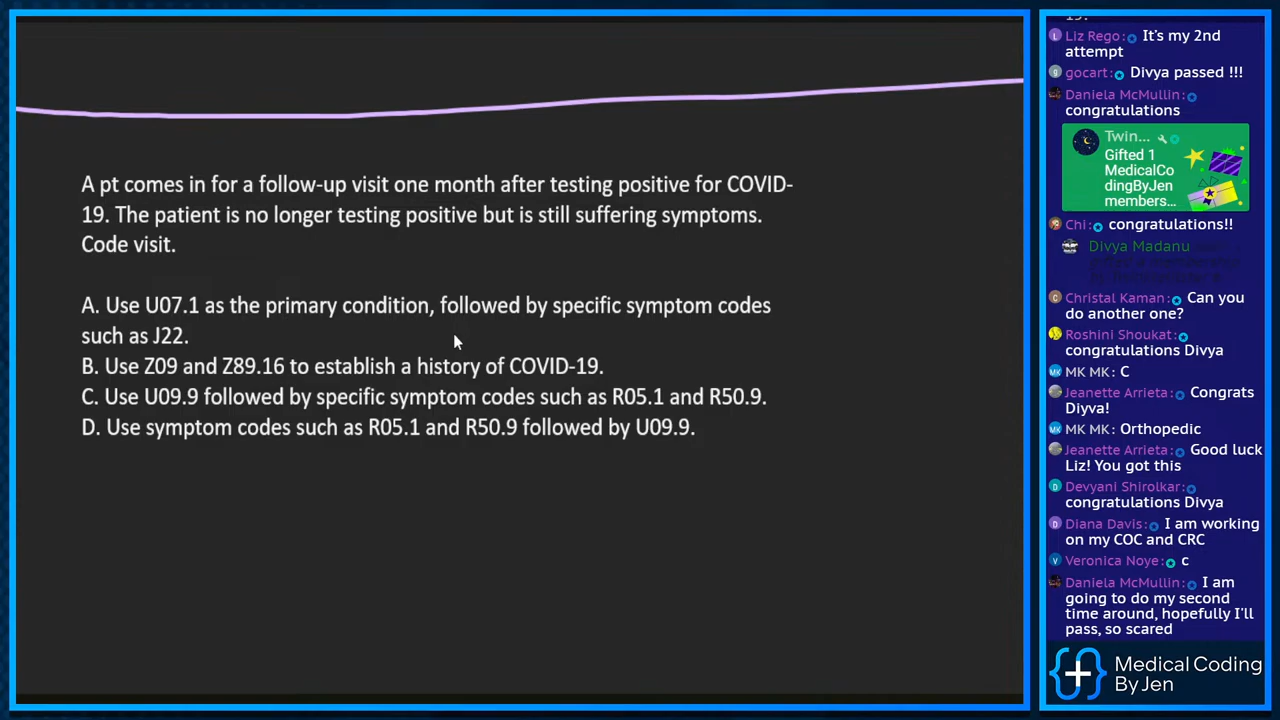 A pt comes in for a follow-up visit one month after testing positive for COVID-
19. The patient is no longer testing positive but is still suffering symptoms.
Code visit.
A. Use U07.1 as the primary condition, followed by specific symptom codes
such as J22.
B. Use Z09 and Z89.16 to establish a history of COVID-19.
C. Use U09.9 followed by specific symptom codes such as R05.1 and R50.9.
D. Use symptom codes such as R05.1 and R50.9 followed by U09.9.
19.
Liz Rego: It's my 2nd
attempt
gocart: Divya passed !!!
Daniela McMullin:
congratulations
Twin...
Gifted 1
MedicalCo
dingByJen
members...
Chi: congratulations!!
Divya Madanu
Christal Kaman: Can you
do another one?
Roshini Shoukat:
congratulations Divya
MK MK: C
Jeanette Arrieta: Congrats
Diyva!
MK MK: Orthopedic
Jeanette Arrieta: Good luck
Liz! You got this
Devyani Shirolkar:
congratulations Divya
Diana Davis: I am working
on my COC and CRC
Veronica Noye: c
Daniela McMullin: I am
going to do my second
time around, hopefully I'll
pass, so scared
Medical Coding
By Jen